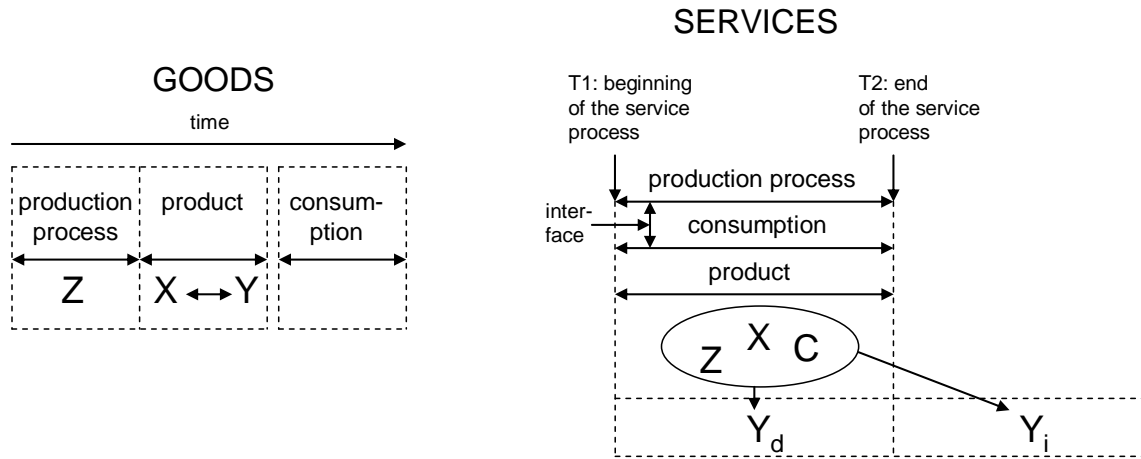 GOODS
time
production
process
product
consum-
ption
Z
X
Y
SERVICES
T1: beginning
of the service
process
T2: end
of the service
process
production process
inter-
face
consumption
product
Z
X
C
Yd
Yi